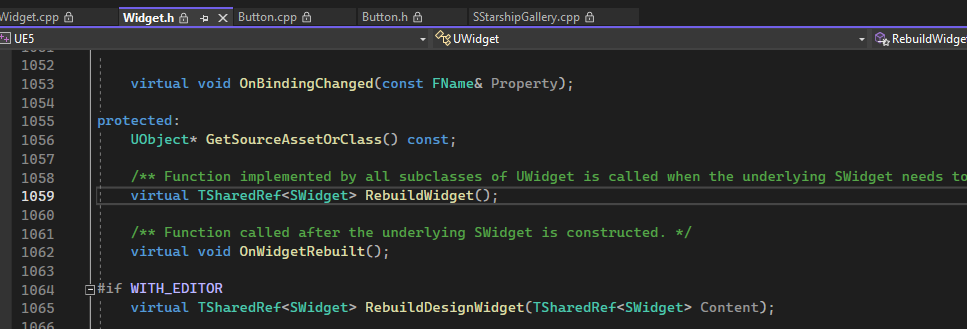 Widget.cpp Widget.h Button.cpp Button.h SStarshipGallery.cpp
UE5 UWidget RebuildWidget
1052
1053 virtual void OnBindingChanged(const FName& Property);
1054
1055 protected:
1056 UObject* GetSourceAssetOrClass() const;
1057
1058 /** Function implemented by all subclasses of UWidget is called when the underlying SWidget needs to
1059 virtual TSharedRef<SWidget> RebuildWidget();
1060
1061 /** Function called after the underlying SWidget is constructed. */
1062 virtual void OnWidgetRebuilt();
1063
1064 #if WITH_EDITOR
1065 virtual TSharedRef<SWidget> RebuildDesignWidget(TSharedRef<SWidget> Content);